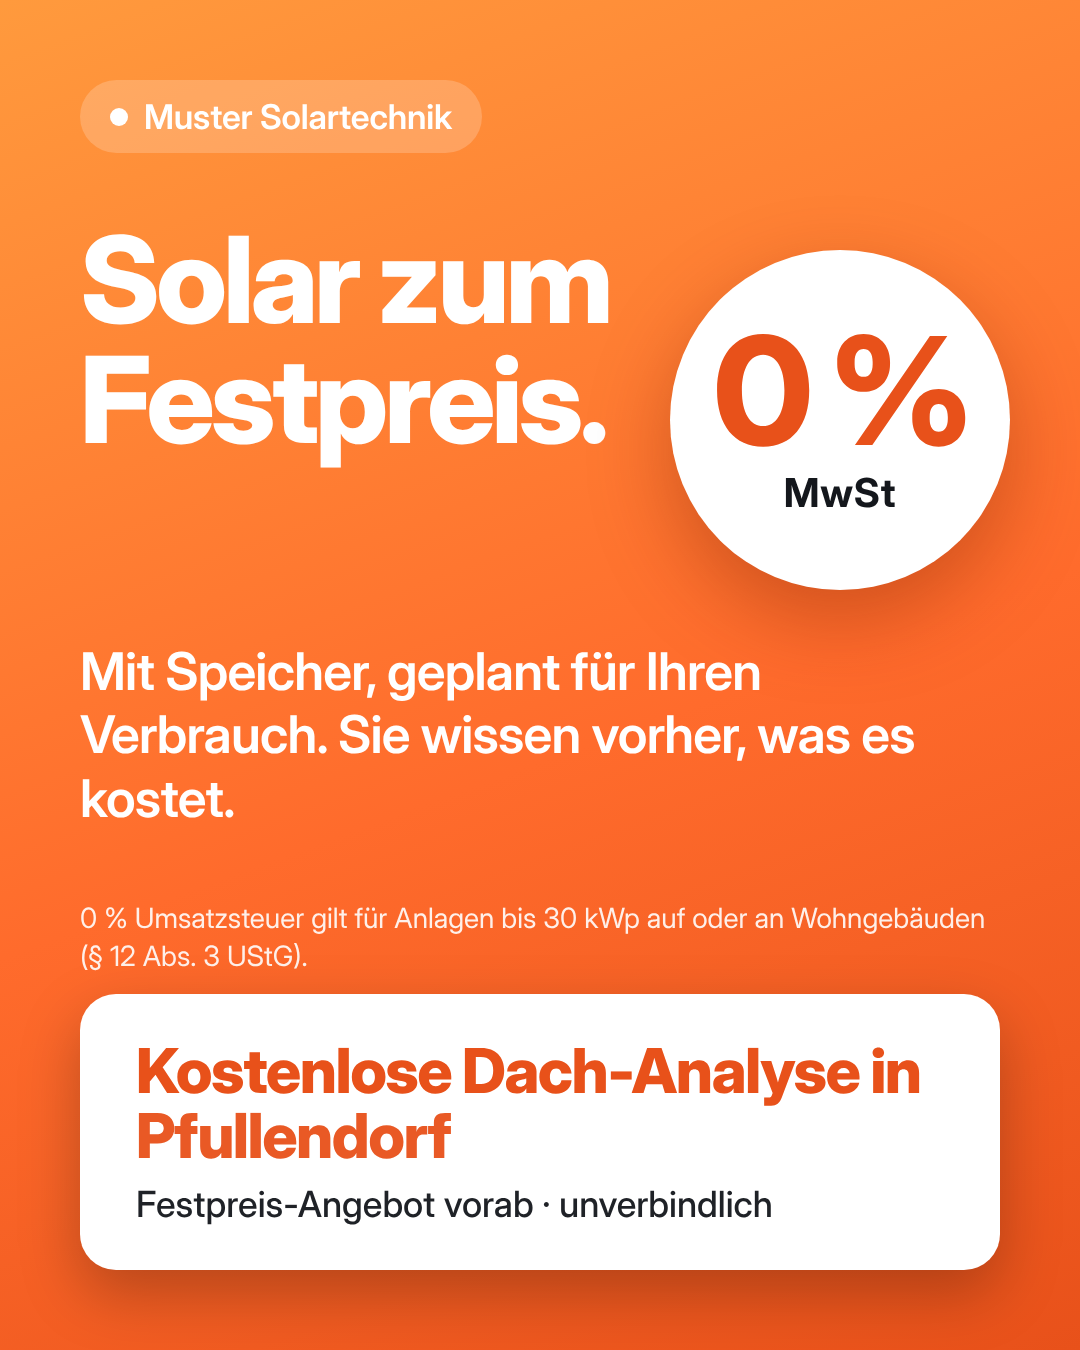 Muster Solartechnik
Solar zum
Festpreis.
0 %
MwSt
Mit Speicher, geplant für Ihren
Verbrauch. Sie wissen vorher, was es
kostet.
0 % Umsatzsteuer gilt für Anlagen bis 30 kWp auf oder an Wohngebäuden
(§ 12 Abs. 3 UStG).
Kostenlose Dach-Analyse in
Pfullendorf
Festpreis-Angebot vorab · unverbindlich